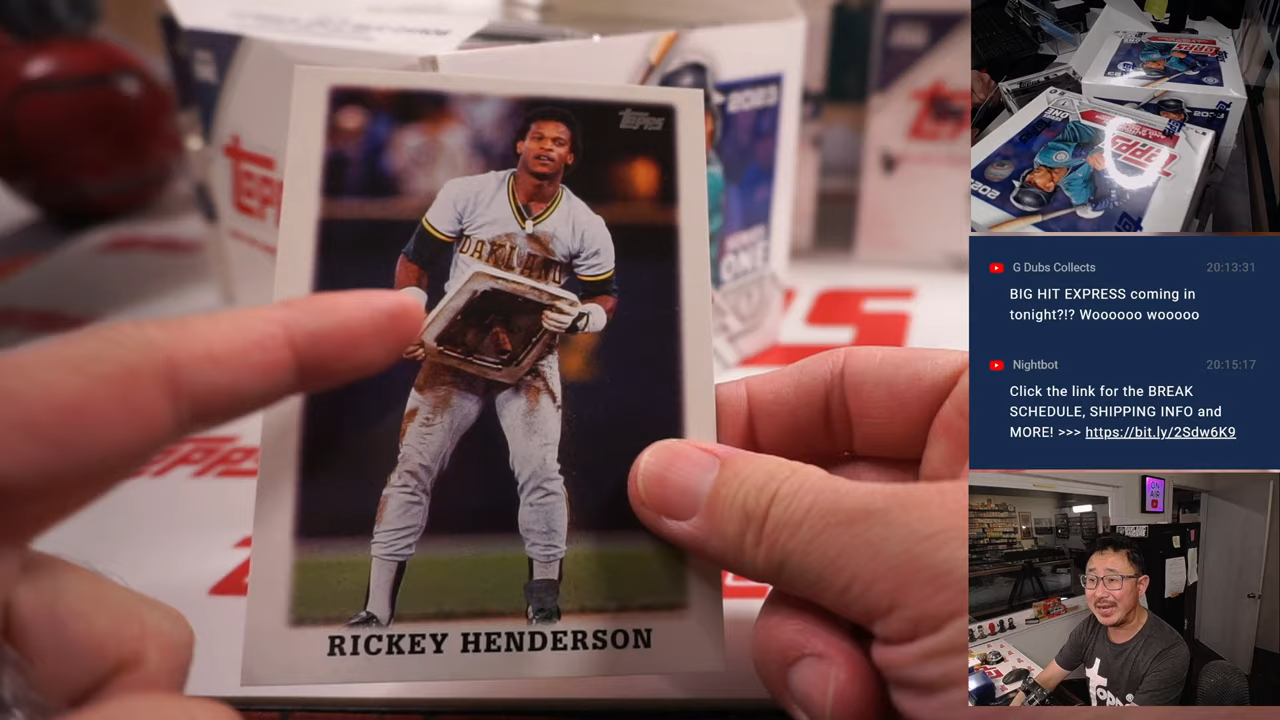 Topps
OAKLAND
RICKEY HENDERSON
2023
ONE
G Dubs Collects 20:13:31
BIG HIT EXPRESS coming in
tonight?!? Woooooo wooooo
Nightbot 20:15:17
Click the link for the BREAK
SCHEDULE, SHIPPING INFO and
MORE! >>> https://bit.ly/2Sdw6K9
Topps
2023
ON
AIR